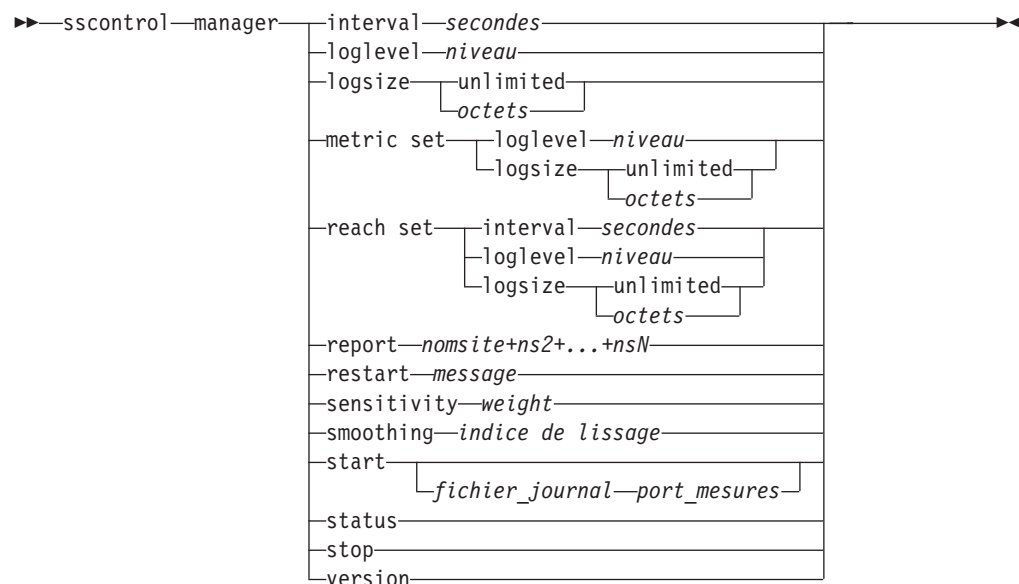 sscontrol manager interval secondes
loglevel niveau
logsize unlimited
octets
metric set loglevel niveau
logsize unlimited
octets
reach set interval secondes
loglevel niveau
logsize unlimited
octets
report nomsite+ns2+...+nsN
restart message
sensitivity weight
smoothing indice de lissage
start
fichier_journal port_mesures
status
stop
version